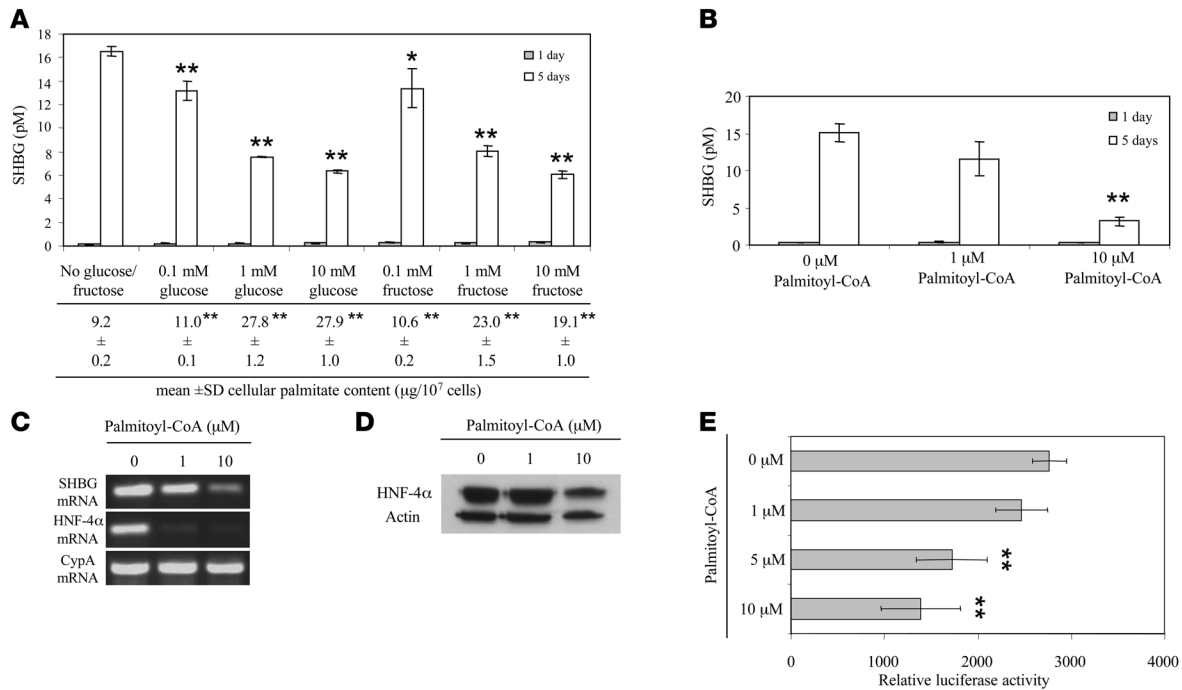 A
18
16
14
12
10
8
6
4
2
0
SHBG (pM)
1 day
5 days
**
**
**
*
**
**
No glucose/ 0.1 mM 1 mM 10 mM 0.1 mM 1 mM 10 mM
fructose glucose glucose glucose fructose fructose fructose
9.2 11.0** 27.8** 27.9** 10.6** 23.0** 19.1**
± ± ± ± ± ± ±
0.2 0.1 1.2 1.0 0.2 1.5 1.0
mean ±SD cellular palmitate content (μg/10⁷ cells)
B
20
15
10
5
0
SHBG (pM)
1 day
5 days
**
0 μM 1 μM 10 μM
Palmitoyl-CoA Palmitoyl-CoA Palmitoyl-CoA
C
Palmitoyl-CoA (μM)
0 1 10
SHBG
mRNA
HNF-4α
mRNA
CypA
mRNA
D
Palmitoyl-CoA (μM)
0 1 10
HNF-4α
Actin
E
Palmitoyl-CoA
0 μM
1 μM
5 μM
**
10 μM
**
0 1000 2000 3000 4000
Relative luciferase activity